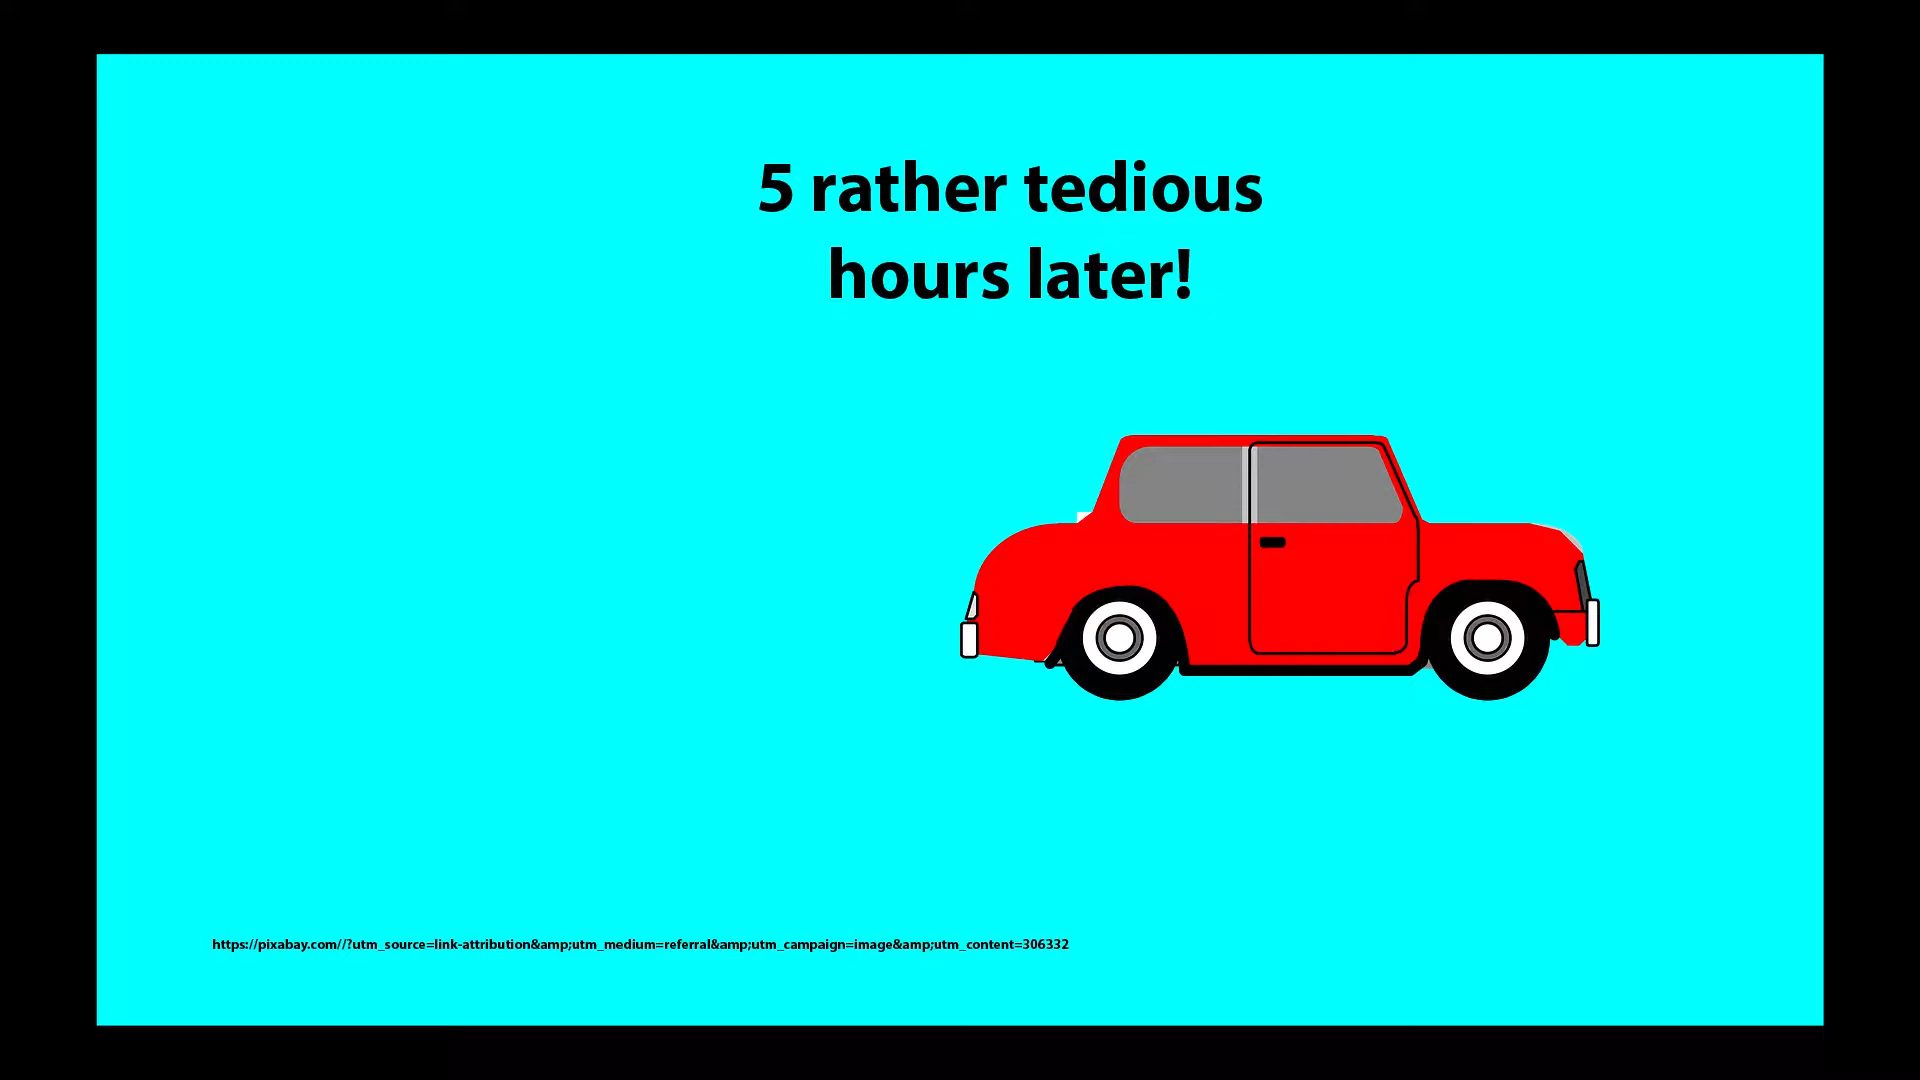 5 rather tedious
hours later!
https://pixabay.com//?utm_source=link-attribution&amp;utm_medium=referral&amp;utm_campaign=image&amp;utm_content=306332